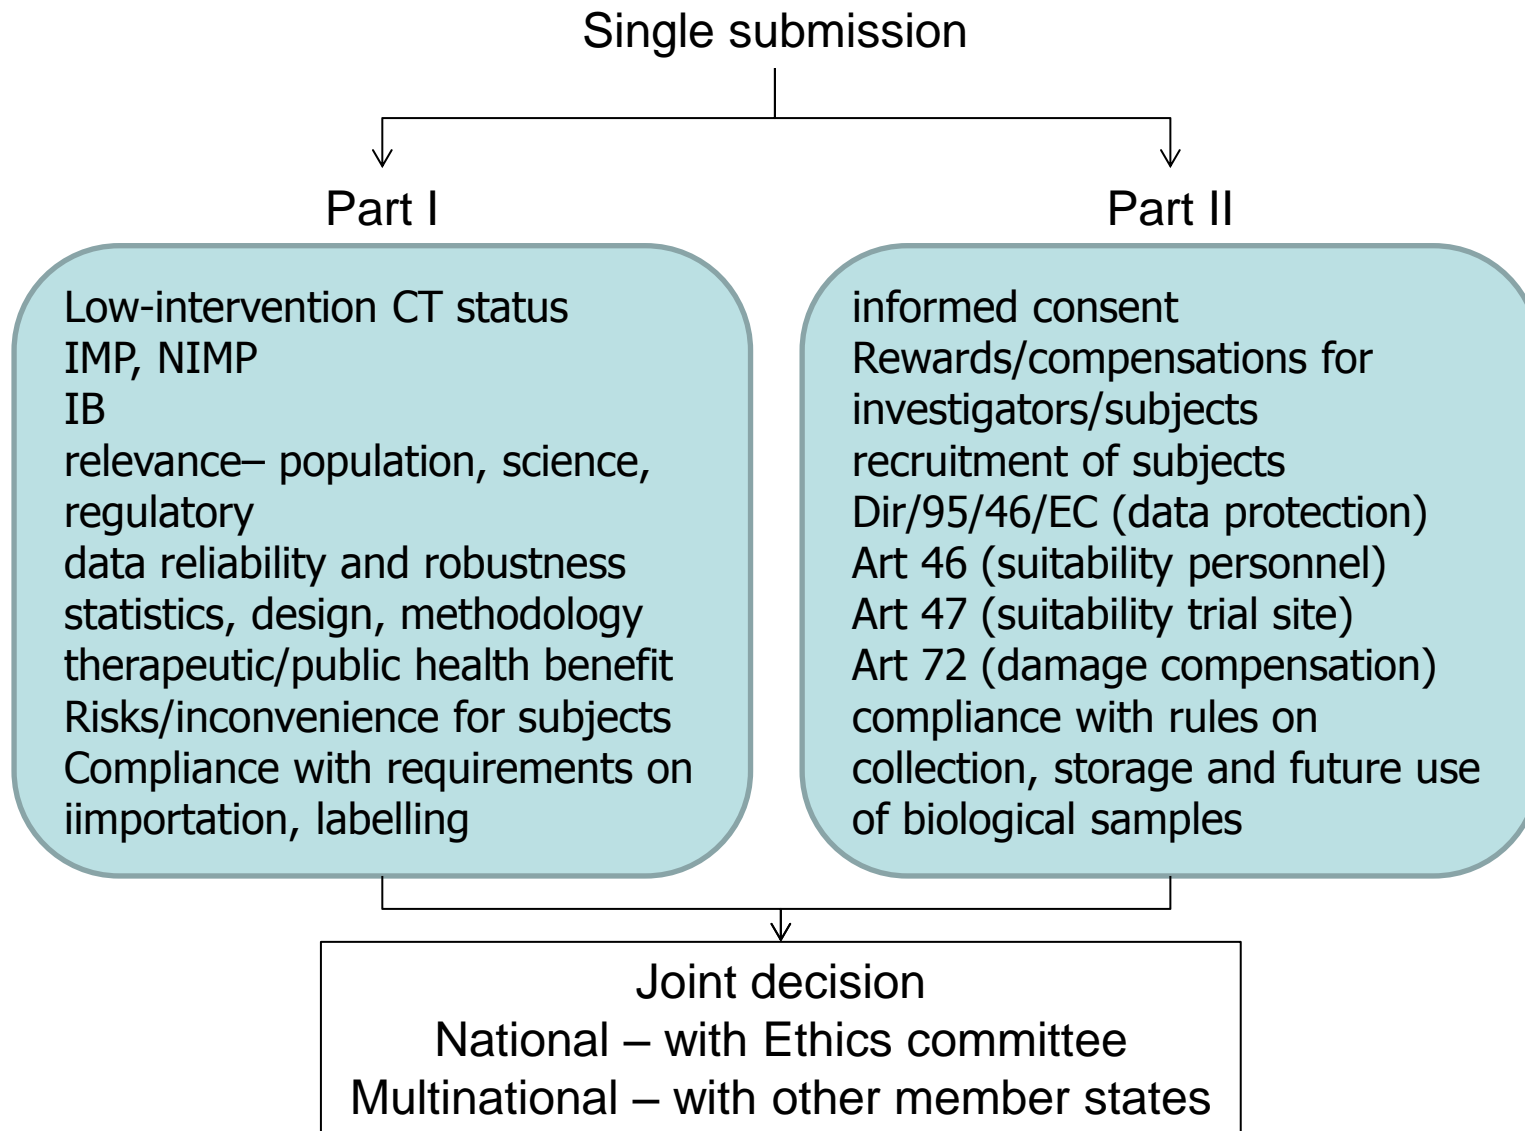 Single submission
Part I
Low-intervention CT status
IMP, NIMP
IB
relevance– population, science,
regulatory
data reliability and robustness
statistics, design, methodology
therapeutic/public health benefit
Risks/inconvenience for subjects
Compliance with requirements on
iimportation, labelling
Part II
informed consent
Rewards/compensations for
investigators/subjects
recruitment of subjects
Dir/95/46/EC (data protection)
Art 46 (suitability personnel)
Art 47 (suitability trial site)
Art 72 (damage compensation)
compliance with rules on
collection, storage and future use
of biological samples
Joint decision
National – with Ethics committee
Multinational – with other member states